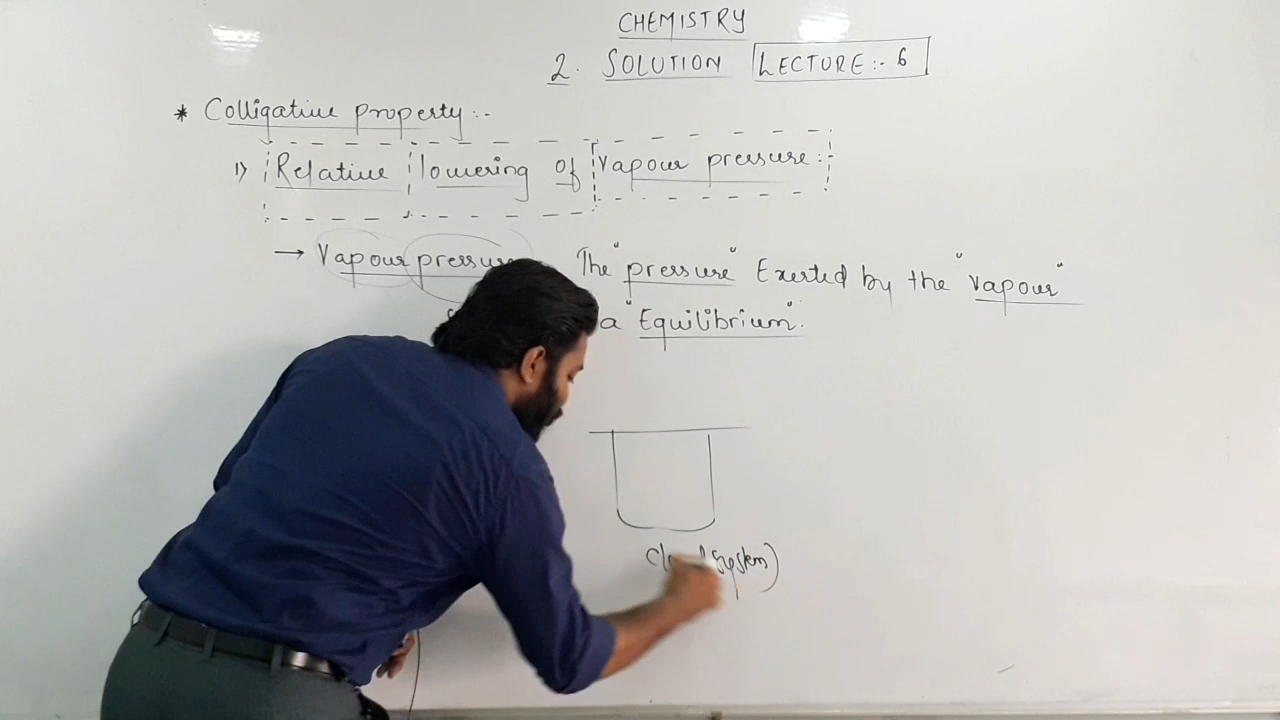 CHEMISTRY
2. SOLUTION LECTURE:- 6
* Colligative property:-
1) Relative lowering of Vapour pressure:-
→ Vapour pressure The "pressure" Exerted by the "vapour"
a "Equilibrium".
system)